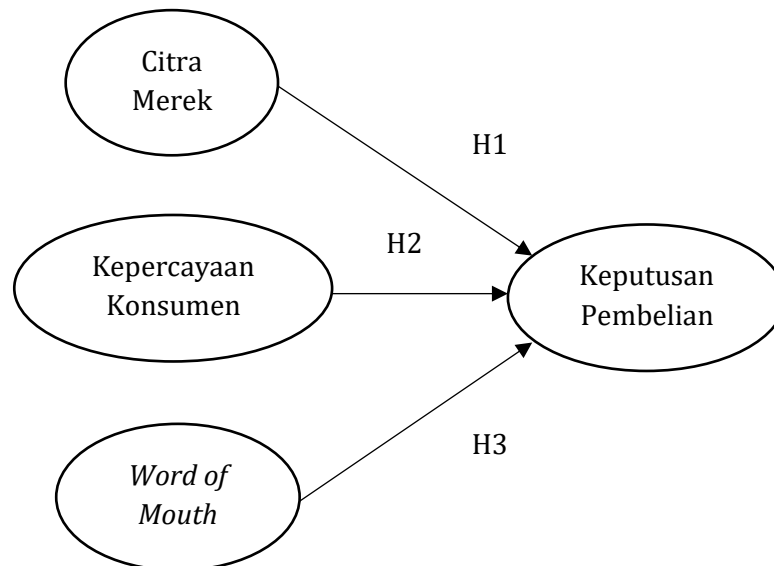 Citra
Merek
H1
H2
Kepercayaan
Konsumen
Keputusan
Pembelian
Word of
Mouth
H3